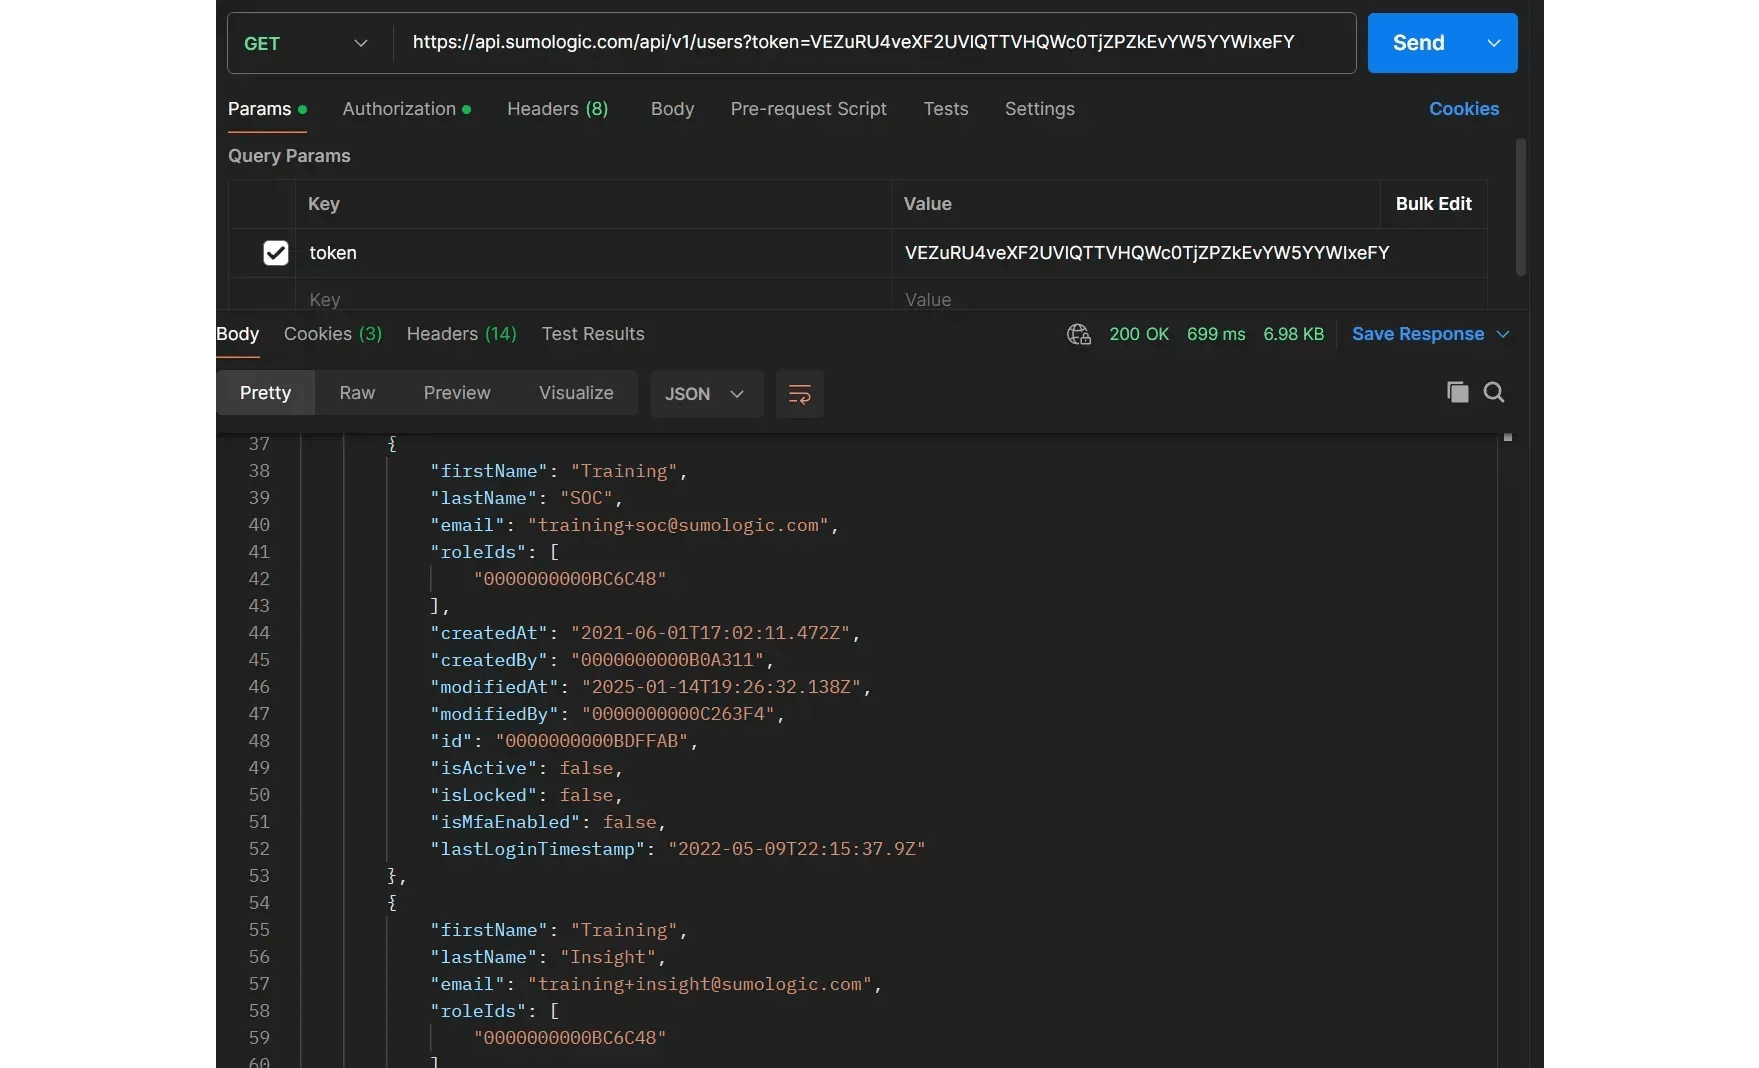 GET https://api.sumologic.com/api/v1/users?token=VEZuRU4veXF2UVlQTTVHQWc0TjZPZkEvYW5YYWIxeFY Send
Params Authorization Headers (8) Body Pre-request Script Tests Settings Cookies
Query Params
Key Value Bulk Edit
token VEZuRU4veXF2UVlQTTVHQWc0TjZPZkEvYW5YYWIxeFY
Key Value
Body Cookies (3) Headers (14) Test Results 200 OK 699 ms 6.98 KB Save Response
Pretty Raw Preview Visualize JSON
37 {
38 "firstName": "Training",
39 "lastName": "SOC",
40 "email": "training+soc@sumologic.com",
41 "roleIds": [
42 "0000000000BC6C48"
43 ],
44 "createdAt": "2021-06-01T17:02:11.472Z",
45 "createdBy": "0000000000B0A311",
46 "modifiedAt": "2025-01-14T19:26:32.138Z",
47 "modifiedBy": "0000000000C263F4",
48 "id": "0000000000BDFFAB",
49 "isActive": false,
50 "isLocked": false,
51 "isMfaEnabled": false,
52 "lastLoginTimestamp": "2022-05-09T22:15:37.9Z"
53 },
54 {
55 "firstName": "Training",
56 "lastName": "Insight",
57 "email": "training+insight@sumologic.com",
58 "roleIds": [
59 "0000000000BC6C48"
60 ]